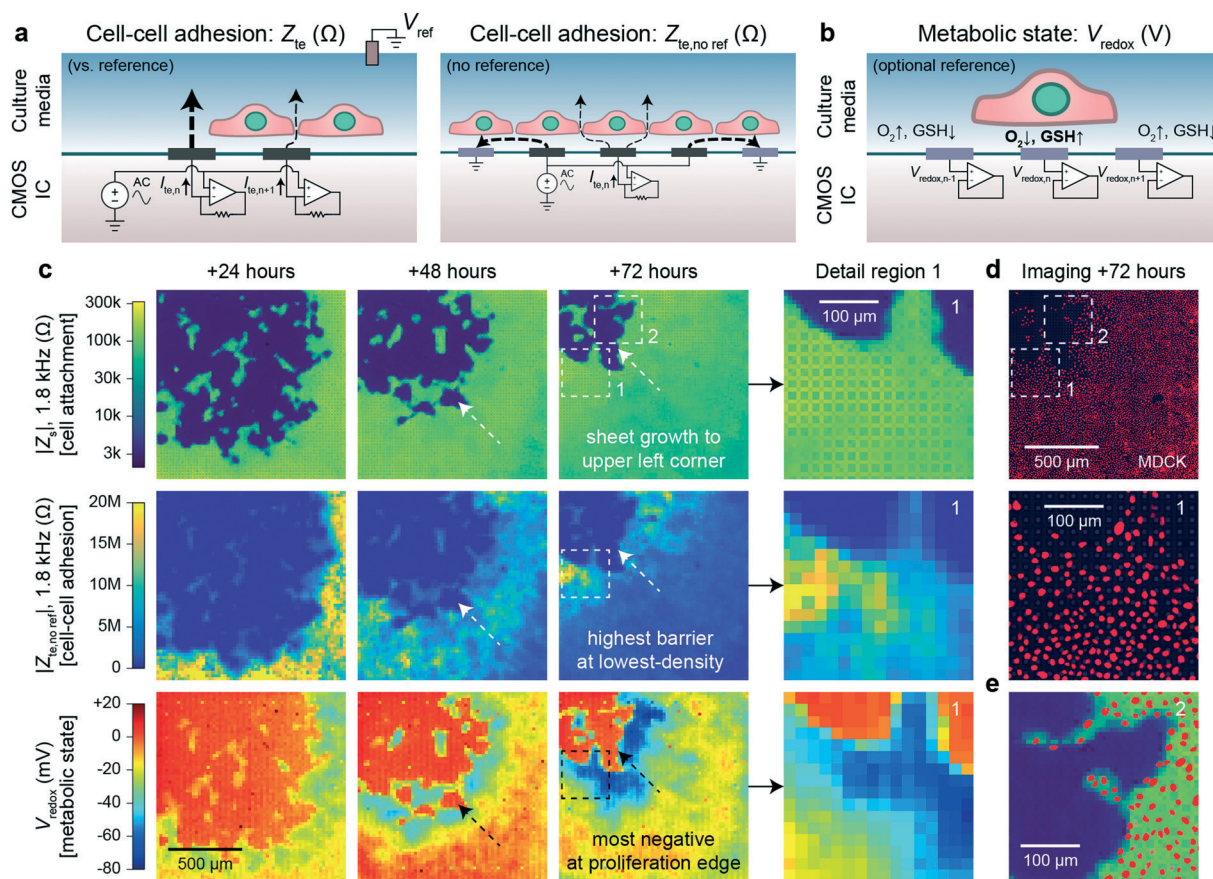 a
Cell-cell adhesion: Zte (Ω)
Vref
Cell-cell adhesion: Zte,no ref (Ω)
b
Metabolic state: Vredox (V)
Culture media
CMOS IC
(vs. reference)
AC
Ite,n
Ite,n+1
(no reference)
AC
Ite,n
Culture media
CMOS IC
(optional reference)
O2↑, GSH↓
O2↓, GSH↑
O2↑, GSH↓
Vredox,n-1
Vredox,n
Vredox,n+1
c
+24 hours
+48 hours
+72 hours
Detail region 1
d
Imaging +72 hours
|Zs|, 1.8 kHz (Ω)
[cell attachment]
300k
100k
30k
10k
3k
2
1
sheet growth to
upper left corner
100 µm
1
2
1
500 µm
MDCK
|Zte,no ref|, 1.8 kHz (Ω)
[cell-cell adhesion]
20M
15M
10M
5M
0
highest barrier
at lowest-density
1
100 µm
1
Vredox (mV)
[metabolic state]
+20
0
-20
-40
-60
-80
500 µm
most negative
at proliferation edge
1
e
2
100 µm